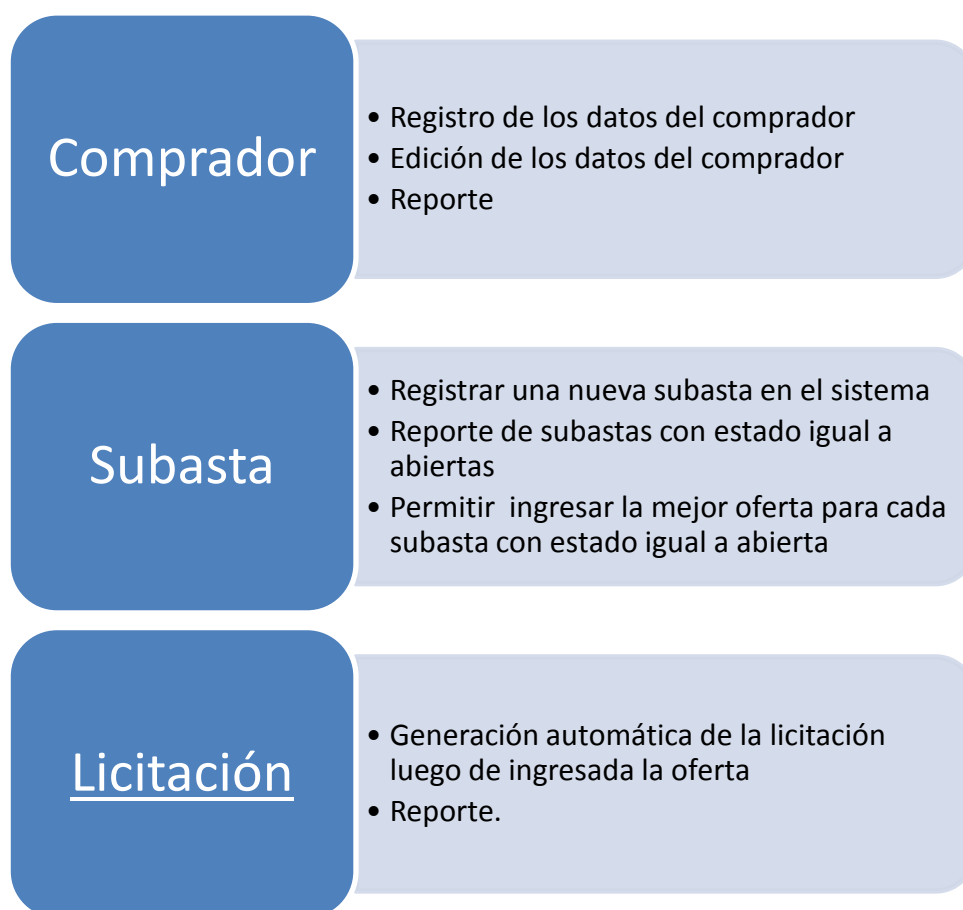 Comprador
• Registro de los datos del comprador
• Edición de los datos del comprador
• Reporte
Subasta
• Registrar una nueva subasta en el sistema
• Reporte de subastas con estado igual a
abiertas
• Permitir ingresar la mejor oferta para cada
subasta con estado igual a abierta
Licitación
• Generación automática de la licitación
luego de ingresada la oferta
• Reporte.